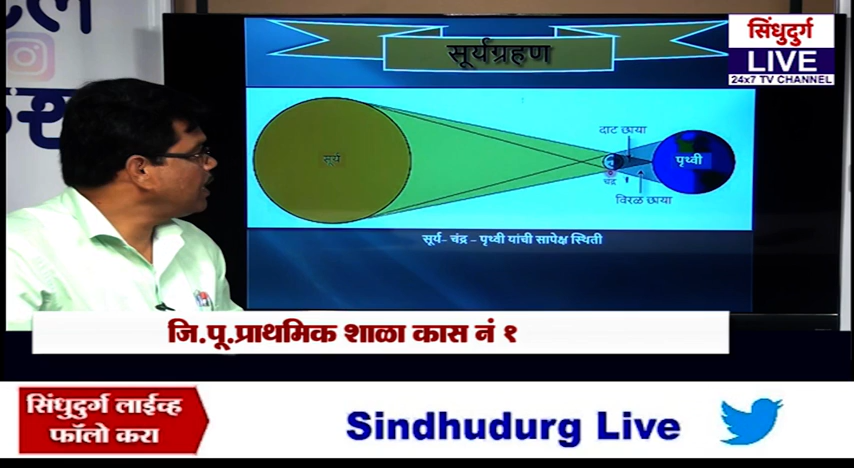 सूर्यग्रहण
सिंधुदुर्ग
LIVE
24x7 TV CHANNEL
दाट छाया
सूर्य
पृथ्वी
चंद्र
विरळ छाया
सूर्य- चंद्र - पृथ्वी यांची सापेक्ष स्थिती
जि.पू.प्राथमिक शाळा कास नं १
सिंधुदुर्ग लाईव्ह
फॉलो करा
Sindhudurg Live